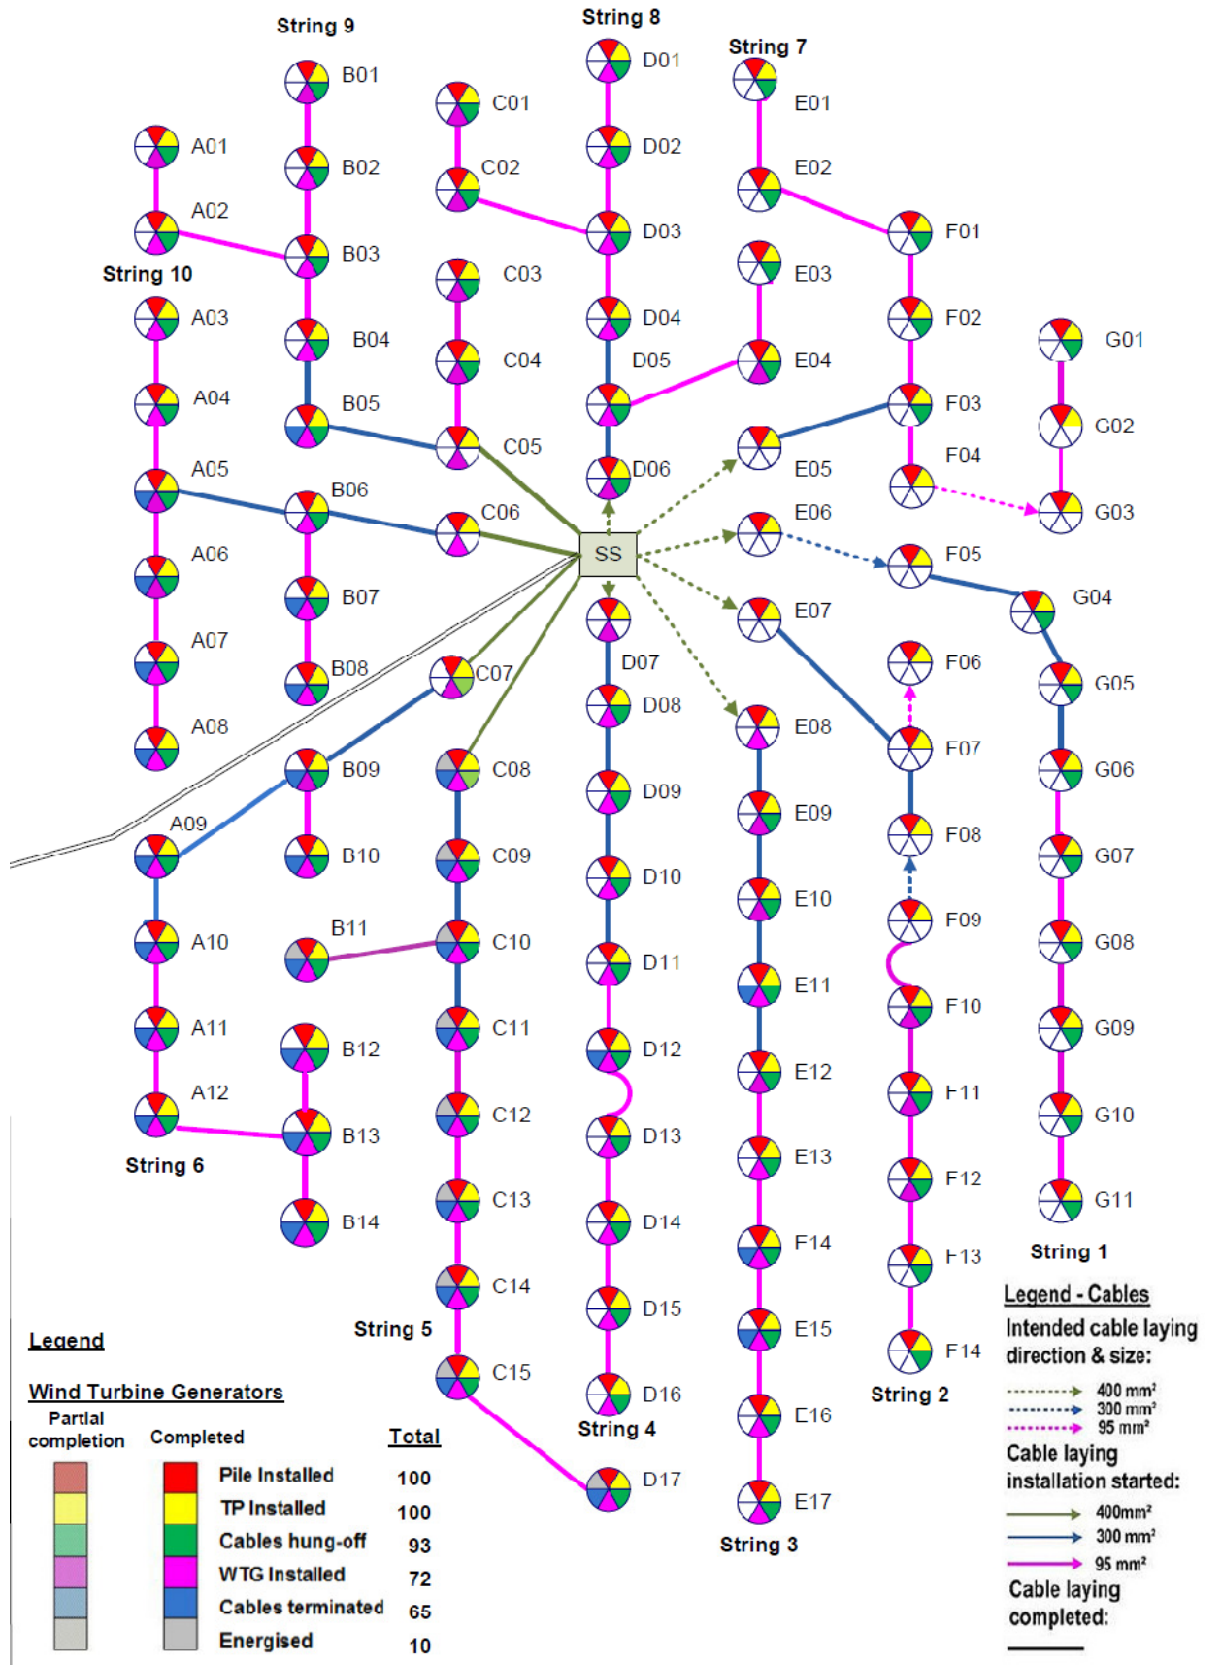 String 8
String 9
String 7
D01
B01
C01
E01
A01
D02
B02
C02
E02
A02
D03
F01
B03
String 10
C03
E03
A03
D04
F02
B04
G01
C04
D05
E04
A04
B05
F03
G02
C05
F04
A05
D06
E05
B06
C06
E06
G03
SS
F05
A06
B07
E07
G04
A07
D07
F06
B08
C07
G05
D08
A08
E08
F07
B09
C08
G06
D09
A09
E09
F08
B10
C09
G07
D10
E10
B11
F09
A10
C10
G08
D11
E11
A11
B12
C11
F10
G09
D12
E12
A12
C12
F11
G10
B13
D13
E13
String 6
C13
F12
G11
B14
D14
F14
F13
String 1
C14
D15
E15
String 5
F14
C15
D16
String 2
String 4
E16
D17
E17
String 3
Legend
Wind Turbine Generators
Partial
completion
Completed
Total
Pile Installed 100
TP Installed 100
Cables hung-off 93
WTG Installed 72
Cables terminated 65
Energised 10
Legend - Cables
Intended cable laying
direction & size:
400 mm²
300 mm²
95 mm²
Cable laying
installation started:
400mm²
300 mm²
95 mm²
Cable laying
completed: